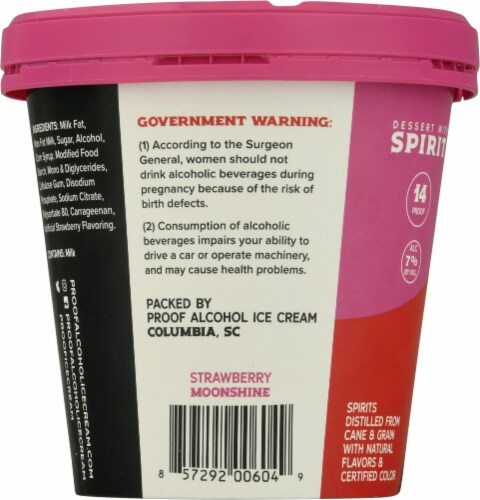 INGREDIENTS: Milk Fat,
Fat Milk, Sugar, Alcohol,
Corn Syrup, Modified Food
Starch, Mono & Diglycerides,
Cellulose Gum, Disodium
Phosphate, Sodium Citrate,
Polysorbate 80, Carrageenan,
Artificial Strawberry Flavoring.
CONTAINS: Milk
PROOFALCOHOLICECREAM.COM
PROOFALCOHOLICECREAM
PROOFICECREAM
GOVERNMENT WARNING:
(1) According to the Surgeon
General, women should not
drink alcoholic beverages during
pregnancy because of the risk of
birth defects.
(2) Consumption of alcoholic
beverages impairs your ability to
drive a car or operate machinery,
and may cause health problems.
PACKED BY
PROOF ALCOHOL ICE CREAM
COLUMBIA, SC
STRAWBERRY
MOONSHINE
8 57292 00604 9
DESSERT WITH
SPIRIT
14
PROOF
ALC
7%
BY VOL
SPIRITS
DISTILLED FROM
CANE & GRAIN
WITH NATURAL
FLAVORS &
CERTIFIED COLOR